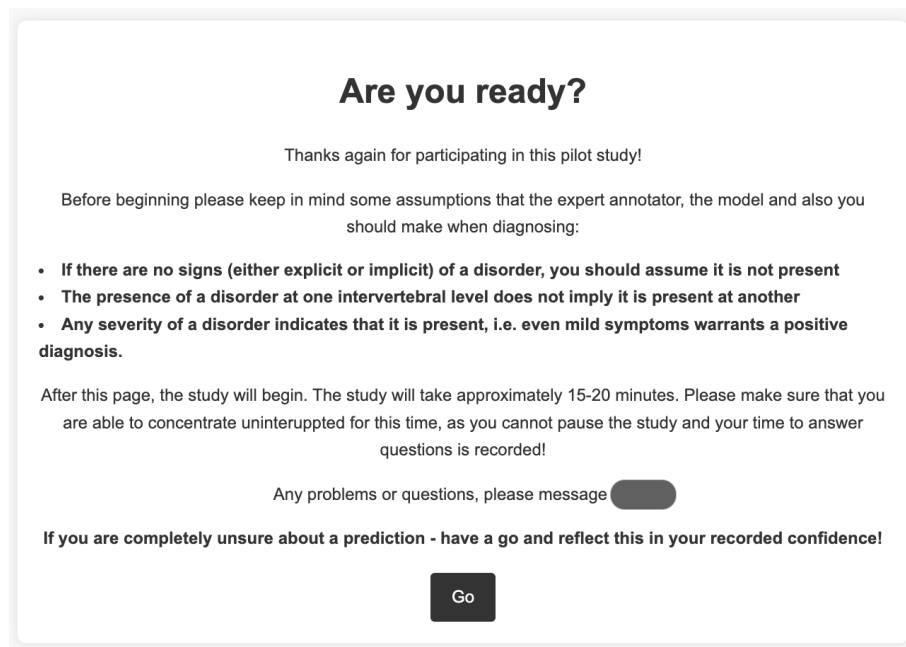 Are you ready?
Thanks again for participating in this pilot study!
Before beginning please keep in mind some assumptions that the expert annotator, the model and also you
should make when diagnosing:
• If there are no signs (either explicit or implicit) of a disorder, you should assume it is not present
• The presence of a disorder at one intervertebral level does not imply it is present at another
• Any severity of a disorder indicates that it is present, i.e. even mild symptoms warrants a positive
diagnosis.
After this page, the study will begin. The study will take approximately 15-20 minutes. Please make sure that you
are able to concentrate uninteruppted for this time, as you cannot pause the study and your time to answer
questions is recorded!
Any problems or questions, please message
If you are completely unsure about a prediction - have a go and reflect this in your recorded confidence!
Go